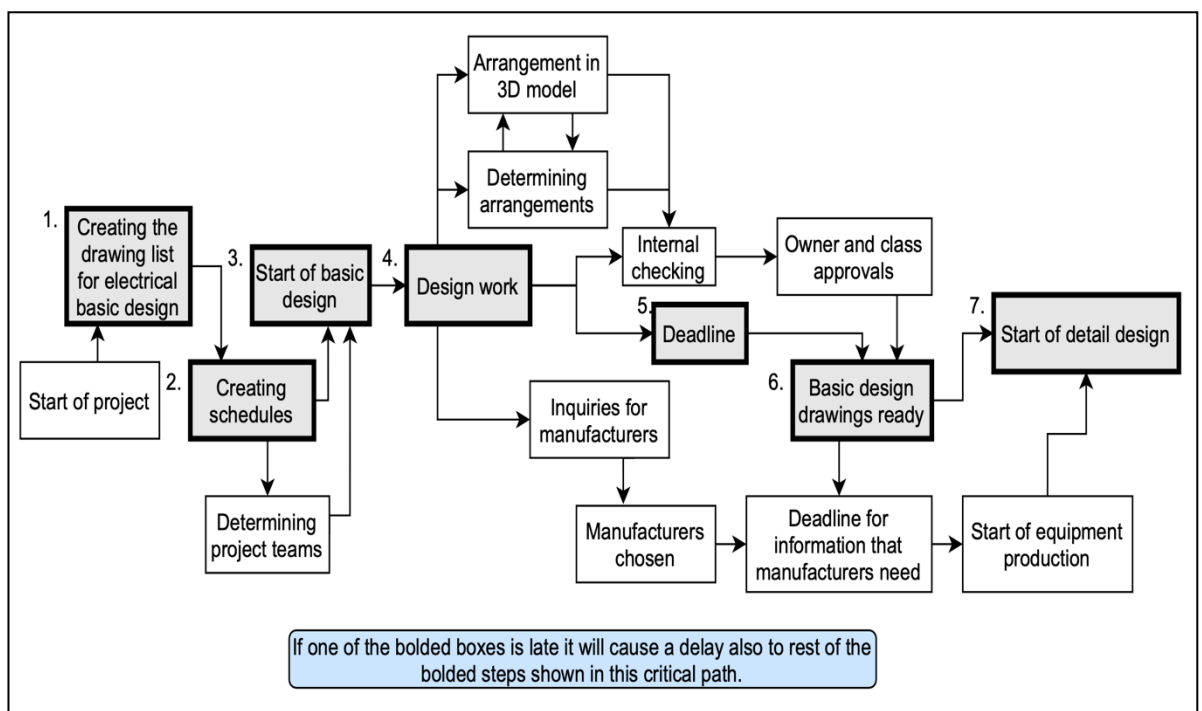 Arrangement in
3D model
Determining
arrangements
1.
Creating the
drawing list
for electrical
basic design
3.
Start of basic
design
4.
Design work
Internal
checking
Owner and class
approvals
5.
Deadline
7.
Start of detail
design
Start of project
2.
Creating
schedules
6.
Basic design
drawings ready
Inquiries for
manufacturers
Determining
project teams
Manufacturers
chosen
Deadline for
information that
manufacturers need
Start of equipment
production
If one of the bolded boxes is late it will cause a delay also to rest of the
bolded steps shown in this critical path.